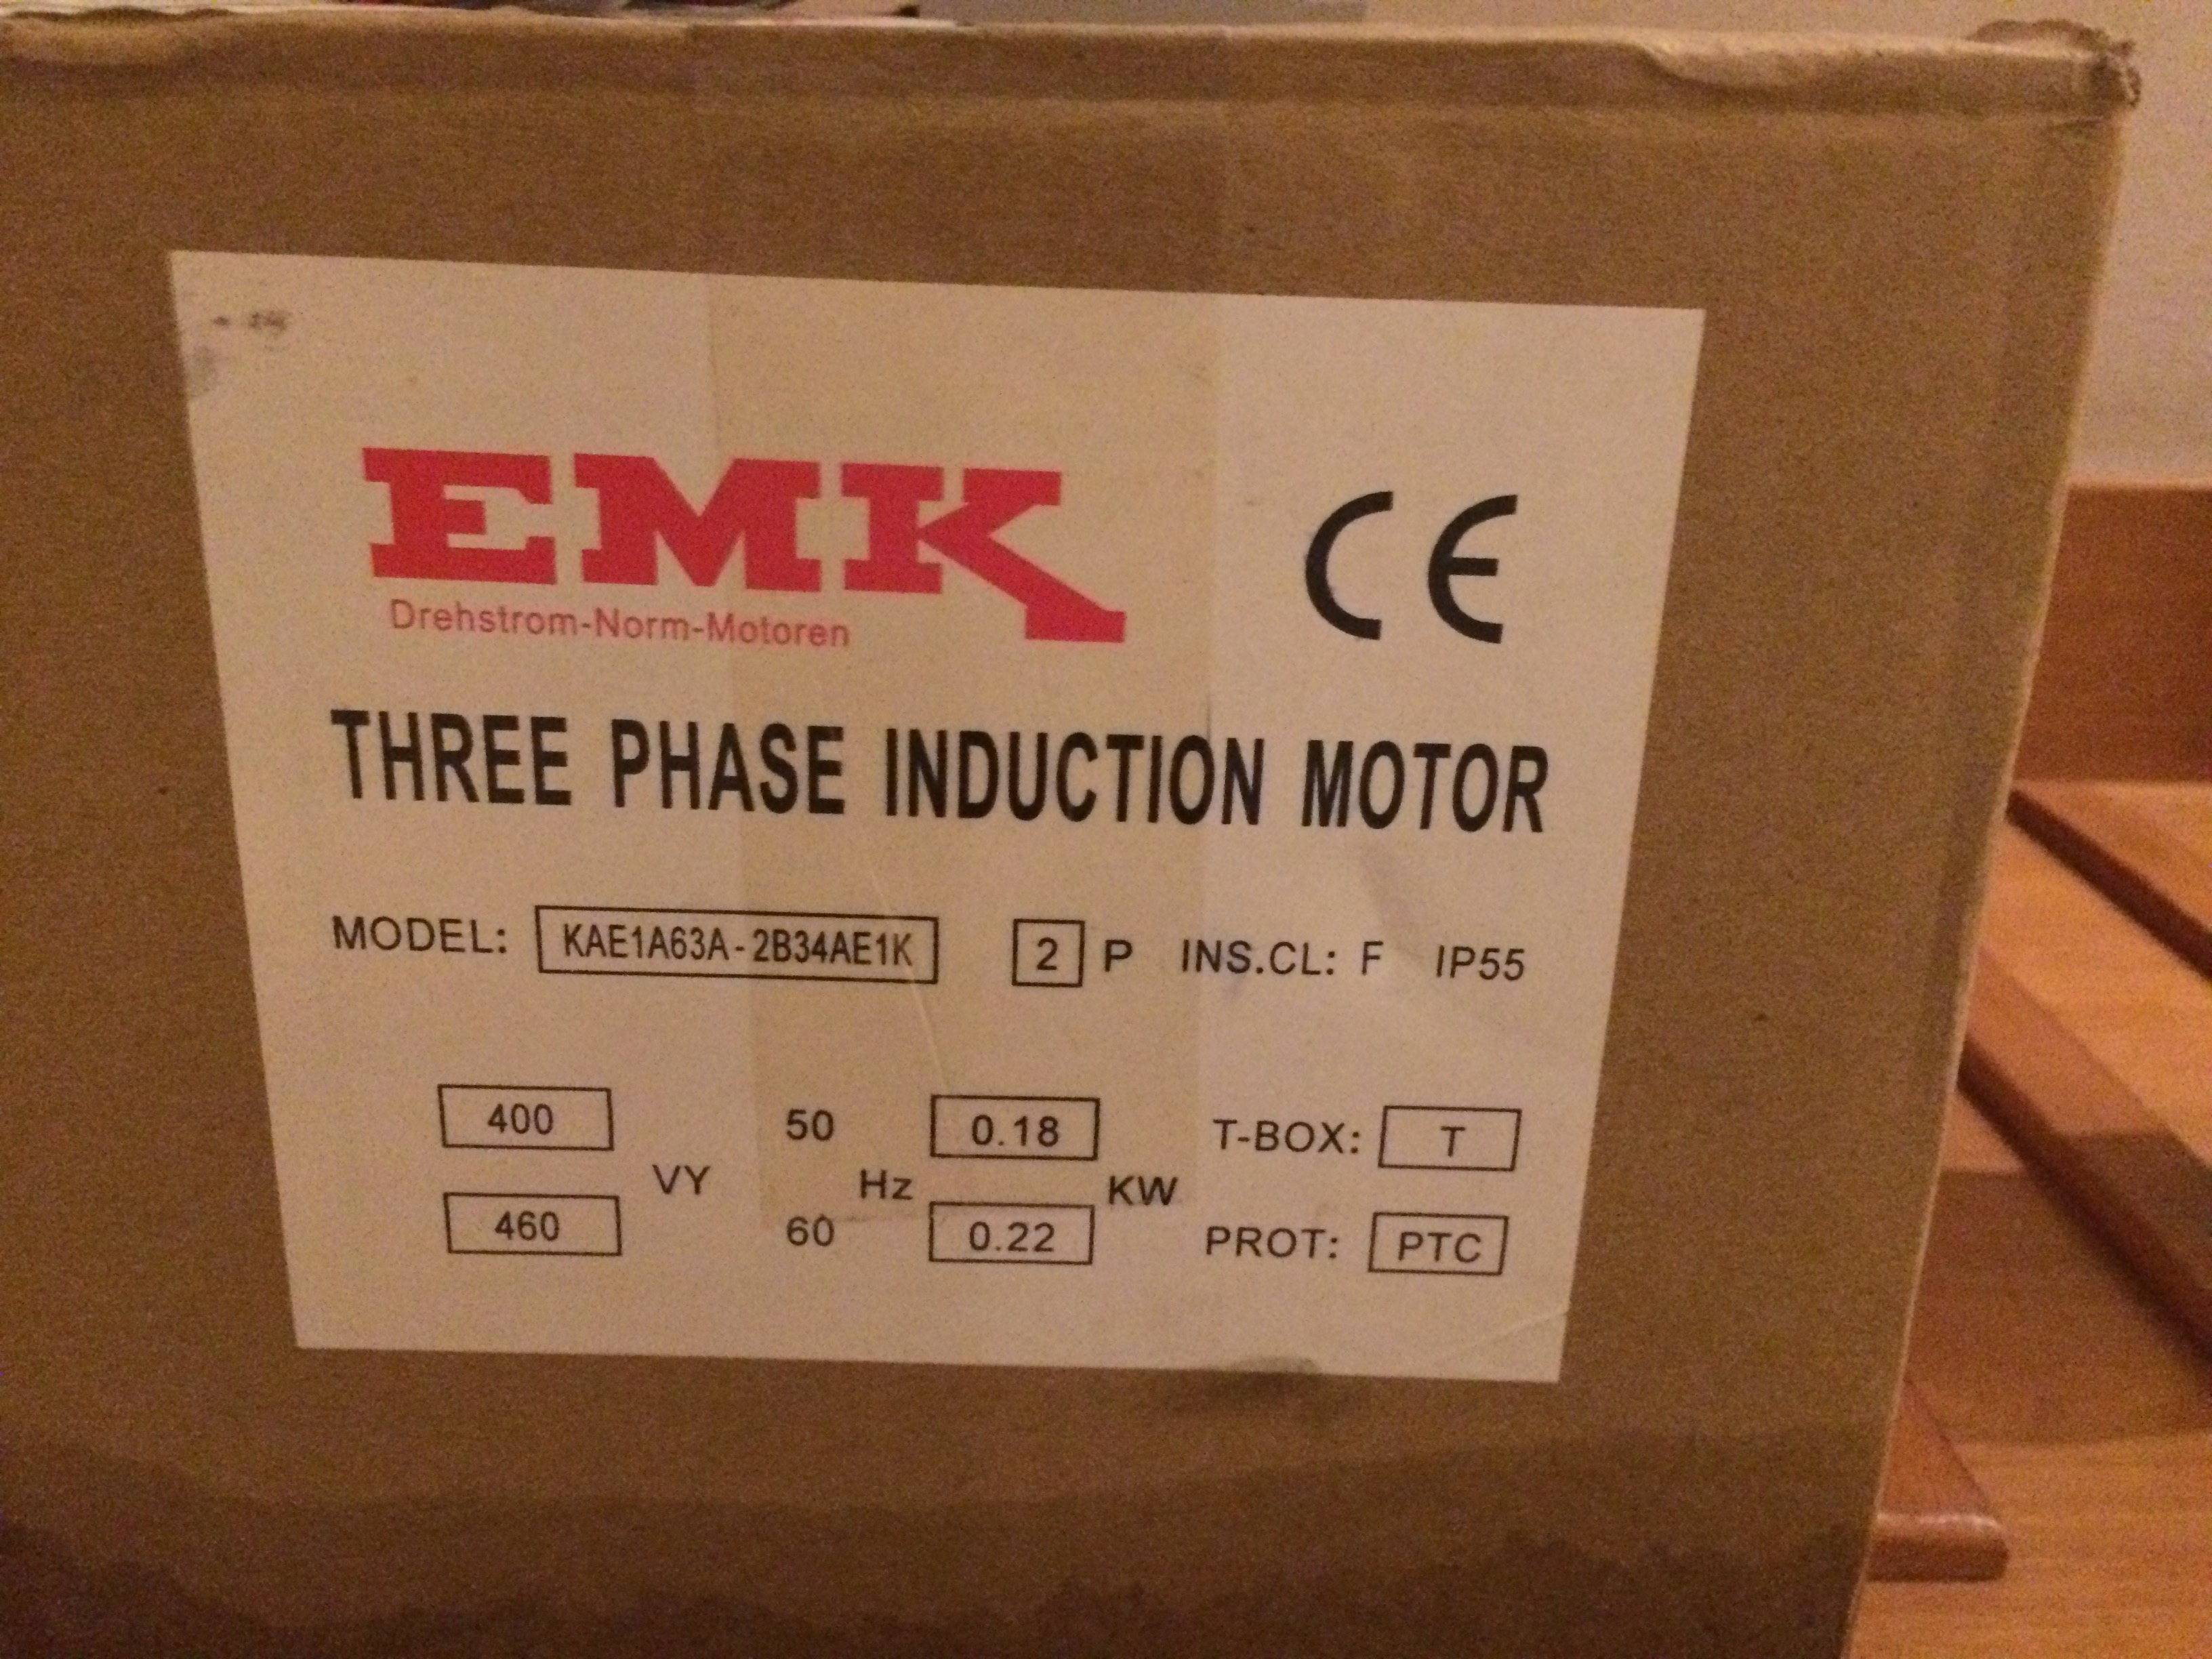 EMK
CE
Drehstrom-Norm-Motoren
THREE PHASE INDUCTION MOTOR
MODEL: KAE1A63A-2B34AE1K 2 P INS.CL: F IP55
400 50 0.18 T-BOX: T
VY Hz KW
460 60 0.22 PROT: PTC